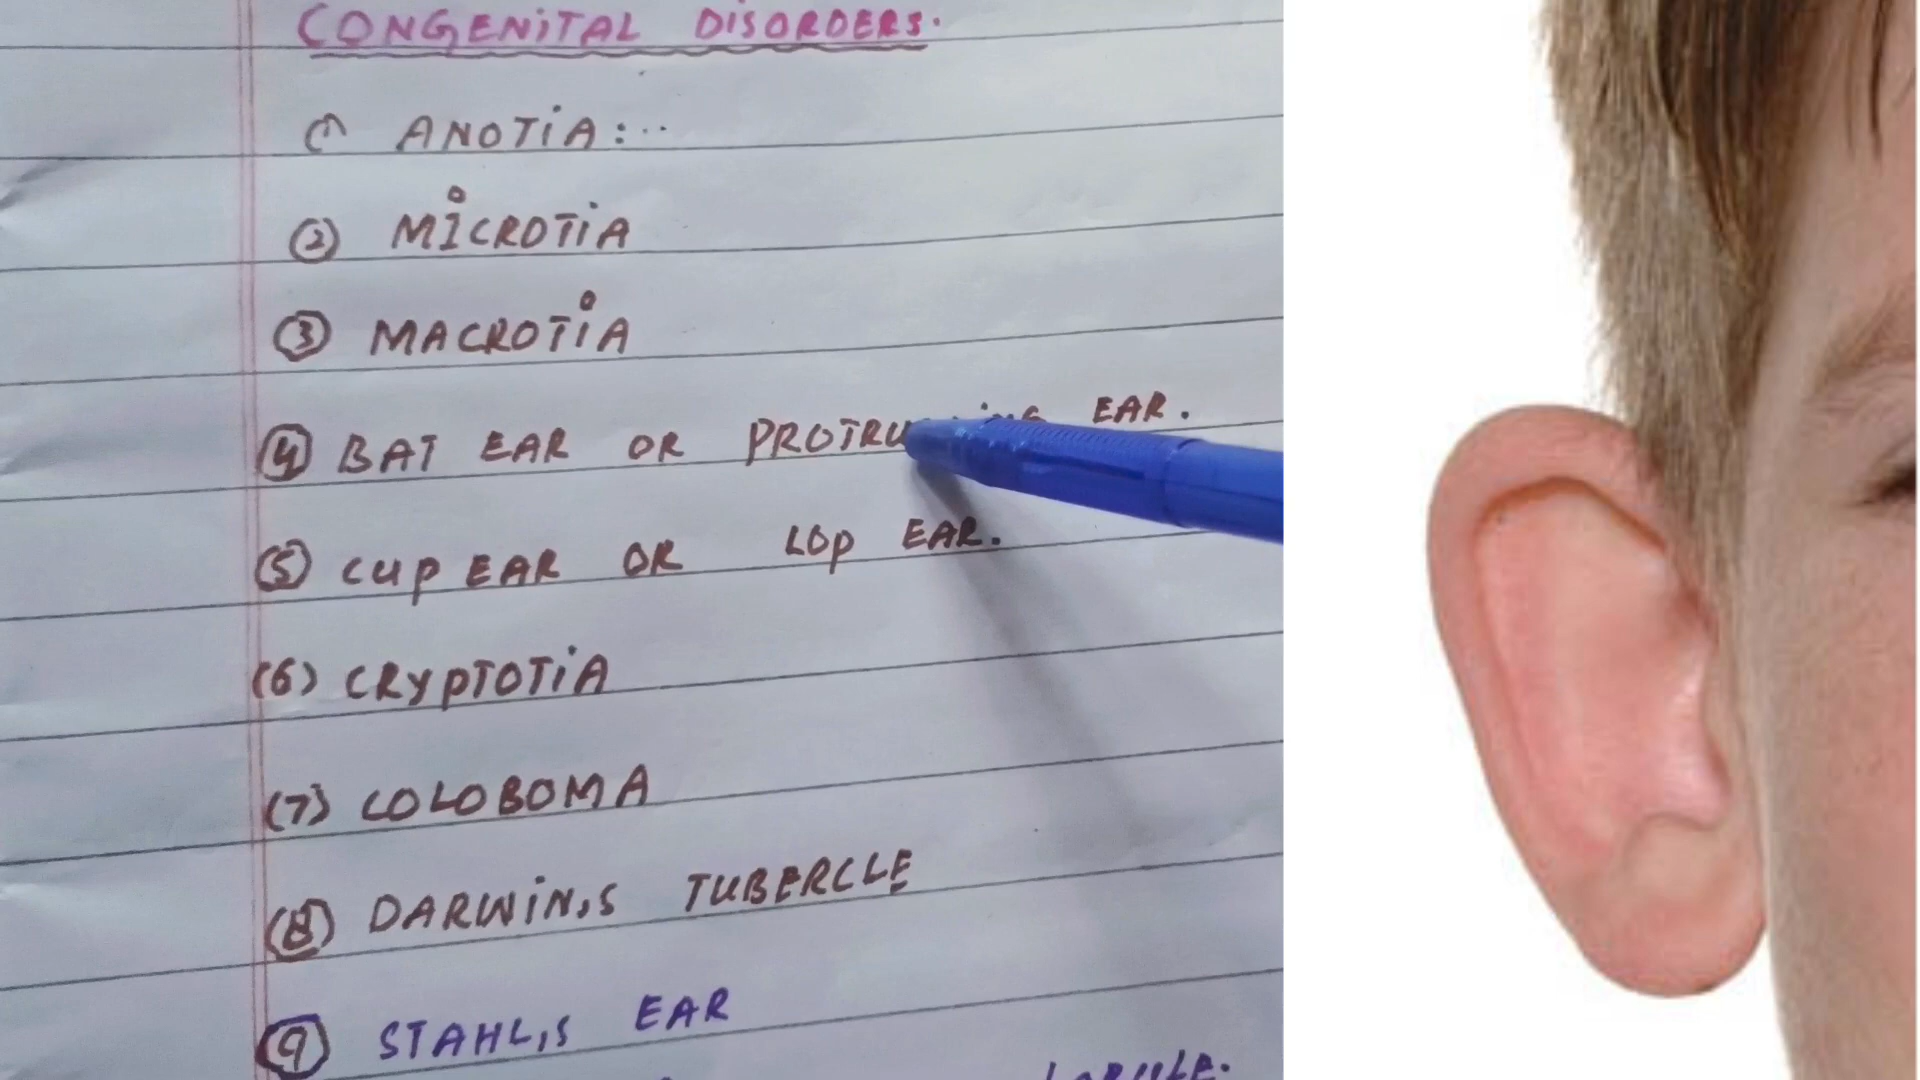 CONGENITAL DISORDERS.
(1) ANOTIA:..
(2) MICROTIA
(3) MACROTIA
(4) BAT EAR OR EAR.
(5) CUP EAR OR LOP EAR.
(6) CRYPTOTIA
(7) COLOBOMA
(8) DARWIN,S TUBERCLE
(9) STAHL,S EAR